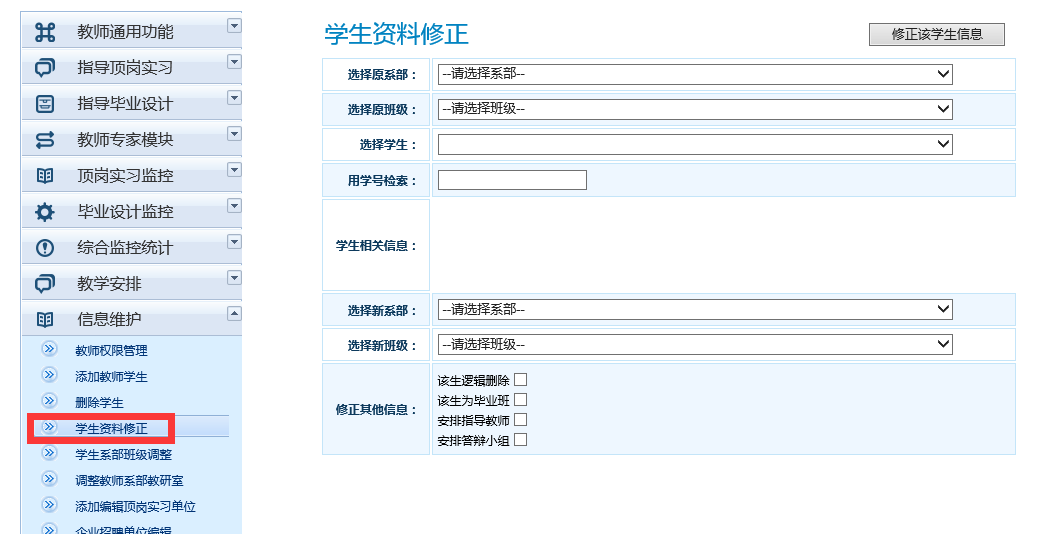 教师通用功能
指导顶岗实习
指导毕业设计
教师专家模块
顶岗实习监控
毕业设计监控
综合监控统计
教学安排
信息维护
教师权限管理
添加教师学生
删除学生
学生资料修正
学生系部班级调整
调整教师系部教研室
添加编辑顶岗实习单位
企业招聘单位编辑
学生资料修正
修正该学生信息
选择原系部：
--请选择系部--
选择原班级：
--请选择班级--
选择学生：
用学号检索：
学生相关信息：
选择新系部：
--请选择系部--
选择新班级：
--请选择班级--
修正其他信息：
该生逻辑删除
该生为毕业班
安排指导教师
安排答辩小组